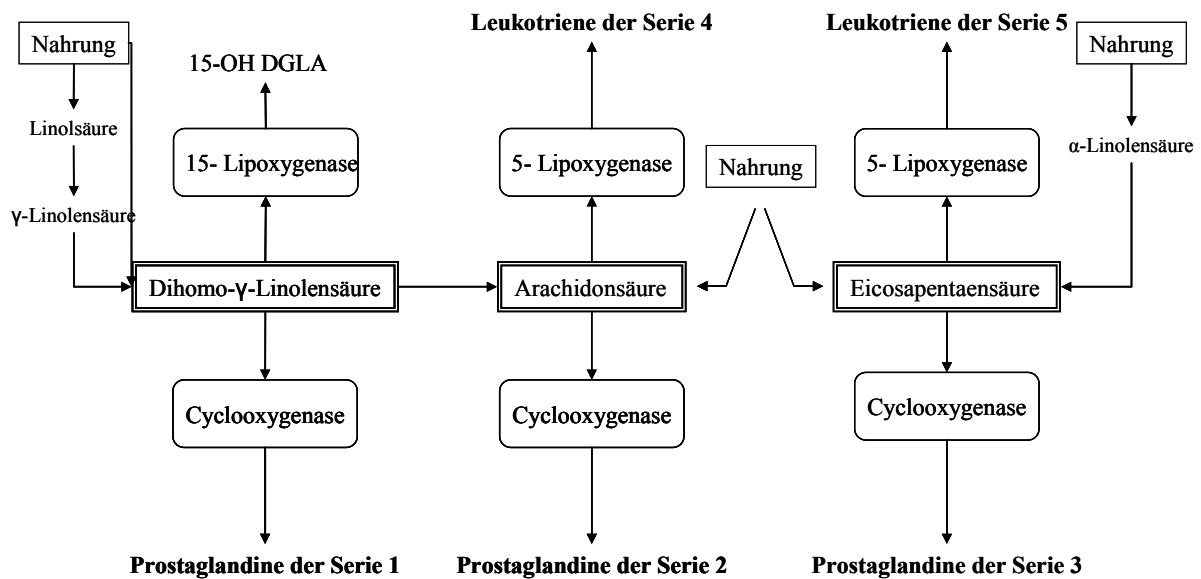 Leukotriene der Serie 4
Leukotriene der Serie 5
Nahrung
Nahrung
15-OH DGLA
Linolsäure
15- Lipoxygenase
5- Lipoxygenase
Nahrung
5- Lipoxygenase
α-Linolensäure
γ-Linolensäure
Dihomo-γ-Linolensäure
Arachidonsäure
Eicosapentaensäure
Cyclooxygenase
Cyclooxygenase
Cyclooxygenase
Prostaglandine der Serie 1
Prostaglandine der Serie 2
Prostaglandine der Serie 3